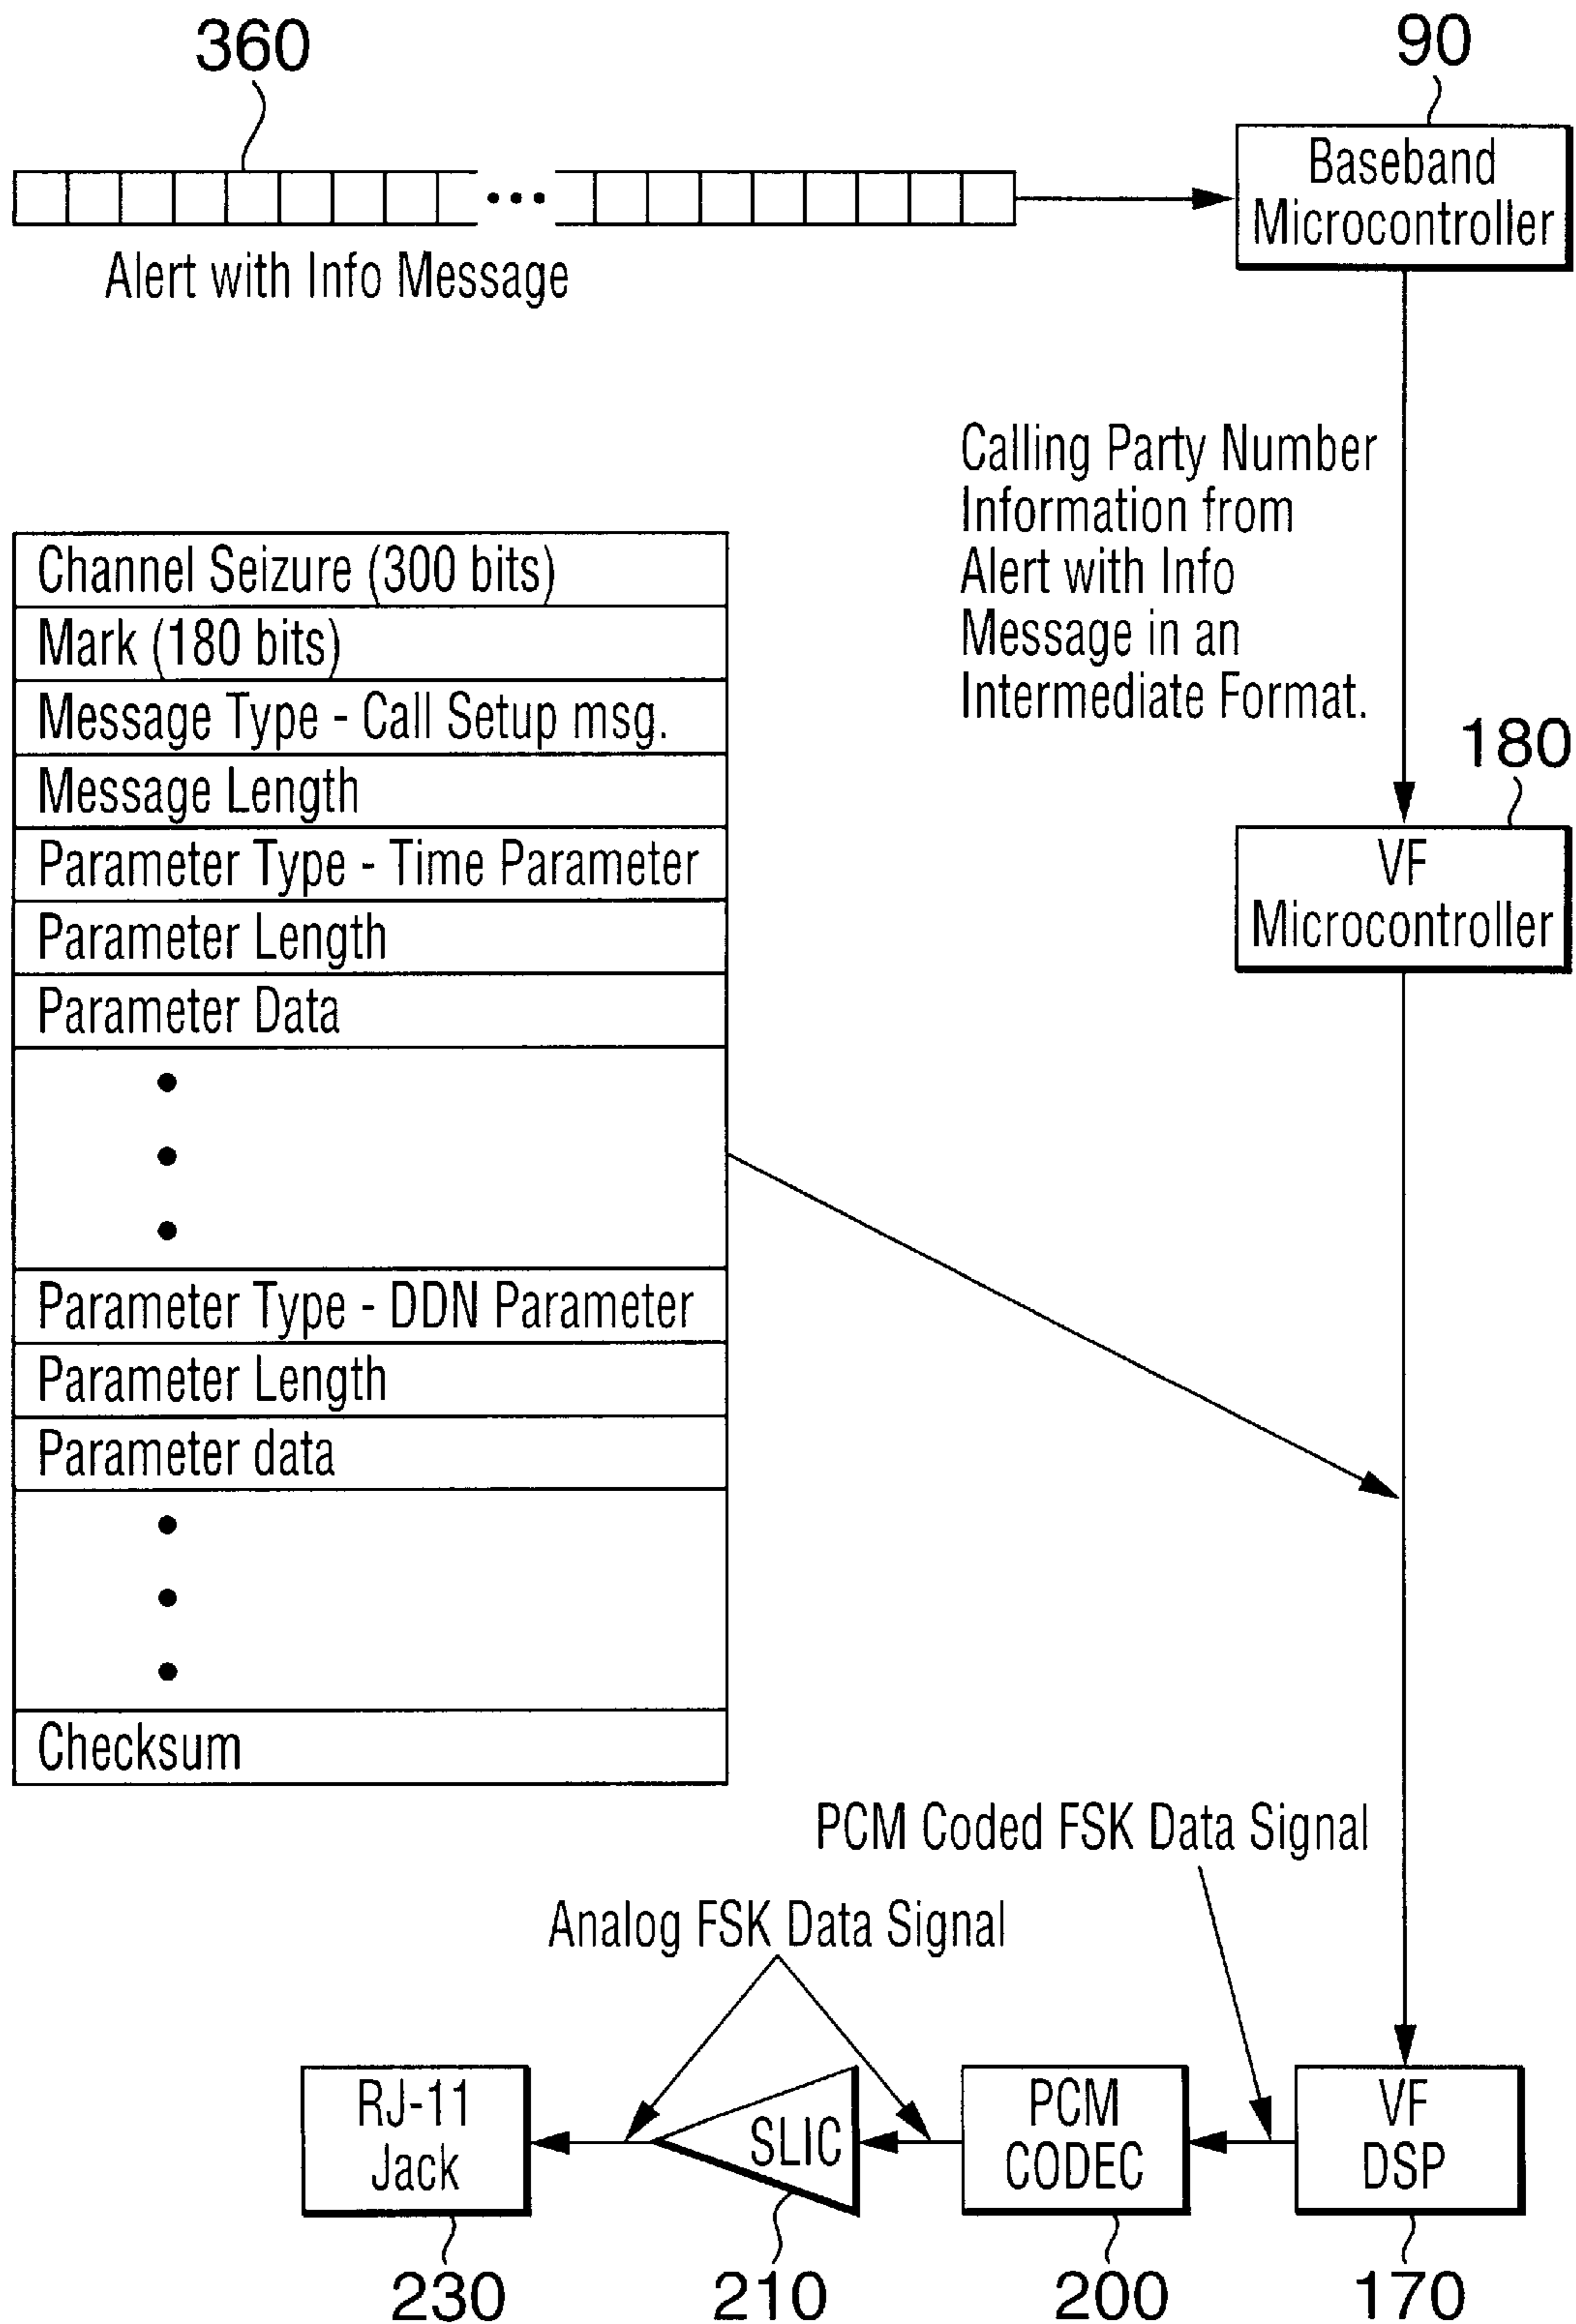 360
90
Baseband
Microcontroller
Alert with Info Message
Calling Party Number
Information from
Alert with Info
Message in an
Intermediate Format.
Channel Seizure (300 bits)
Mark (180 bits)
Message Type - Call Setup msg.
Message Length
Parameter Type - Time Parameter
Parameter Length
Parameter Data
Parameter Type - DDN Parameter
Parameter Length
Parameter data
Checksum
180
VF
Microcontroller
PCM Coded FSK Data Signal
Analog FSK Data Signal
RJ-11
Jack
SLIC
PCM
CODEC
VF
DSP
230
210
200
170